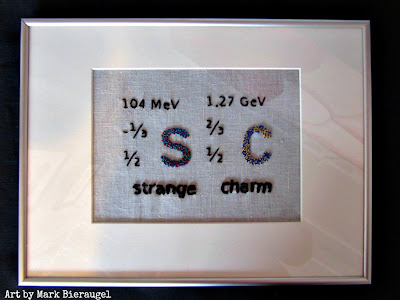 104 MeV 1.27 GeV
-1/3 2/3
1/2 S 1/2 C
strange charm
Art by Mark Bieraugel